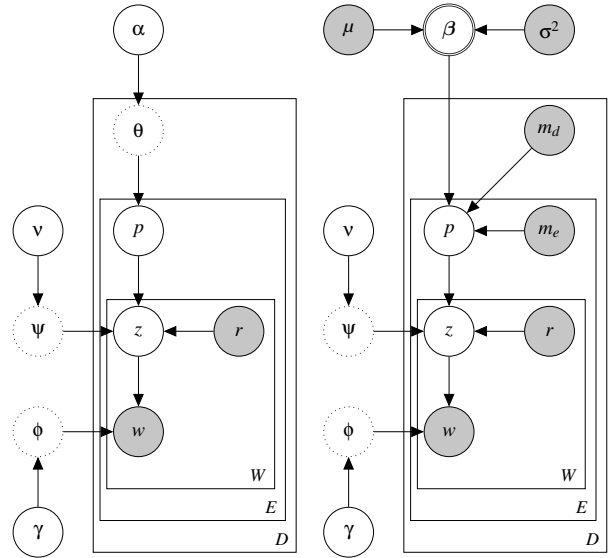 α μ β σ²
θ m_d
ν p ν p m_e
ψ z r ψ z r
ϕ w ϕ w
W W
E E
γ D γ D